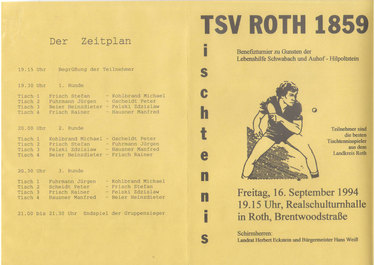 Der Zeitplan
19.15 Uhr Begrüßung der Teilnehmer
19.30 Uhr 1. Runde
Tisch 1 Frisch Stefan - Kohlbrand Michael
Tisch 2 Fuhrmann Jürgen - Gscheidt Peter
Tisch 3 Beier Heinzdieter - Pelski Zdzislaw
Tisch 4 Frisch Rainer - Heusner Manfred
20.00 Uhr 2. Runde
Tisch 1 Kohlbrand Michael - Gscheidt Peter
Tisch 2 Frisch Stefan - Fuhrmann Jürgen
Tisch 3 Pelski Zdzislaw - Heusner Manfred
Tisch 4 Beier Heinzdieter - Frisch Rainer
20.30 Uhr 3. Runde
Tisch 1 Fuhrmann Jürgen - Kohlbrand Michael
Tisch 2 Scheidt Peter - Frisch Stefan
Tisch 3 Frisch Rainer - Pelski Zdzislaw
Tisch 4 Heusner Manfred - Beier Heinzdieter
21.00 bis 21.30 Uhr Endspiel der Gruppensieger
TSV ROTH 1859
Tischtennis
Benefizturnier zu Gunsten der
Lebenshilfe Schwabach und Auhof - Hilpoltstein
Teilnehmer sind
die besten
Tischtennisspieler
aus dem
Landkreis Roth
Freitag, 16. September 1994
19.15 Uhr, Realschulturnhalle
in Roth, Brentwoodstraße
Schirmherren:
Landrat Herbert Eckstein und Bürgermeister Hans Weiß